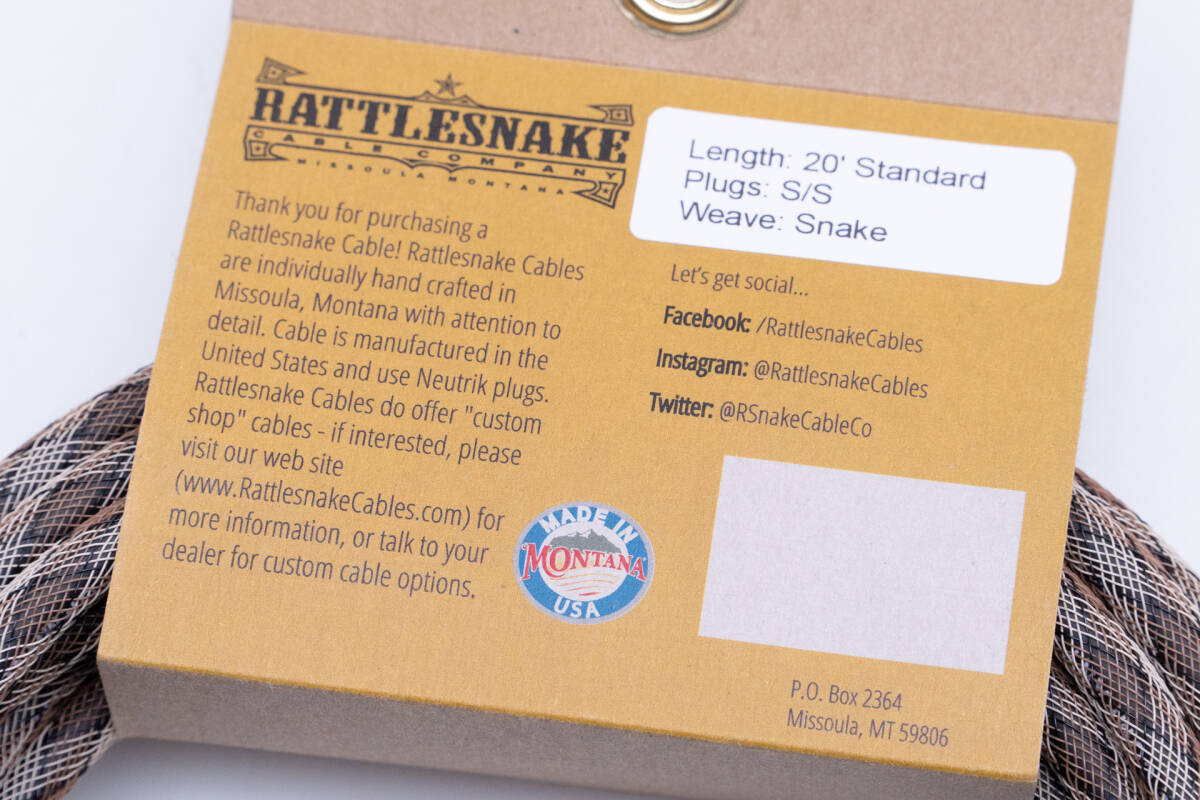 RATTLESNAKE
CABLE COMPANY
MISSOULA MONTANA
Thank you for purchasing a
Rattlesnake Cable! Rattlesnake Cables
are individually hand crafted in
Missoula, Montana with attention to
detail. Cable is manufactured in the
United States and use Neutrik plugs.
Rattlesnake Cables do offer "custom
shop" cables - if interested, please
visit our web site
(www.RattlesnakeCables.com) for
more information, or talk to your
dealer for custom cable options.
MADE IN
MONTANA
USA
Length: 20' Standard
Plugs: S/S
Weave: Snake
Let's get social...
Facebook: /RattlesnakeCables
Instagram: @RattlesnakeCables
Twitter: @RSnakeCableCo
P.O. Box 2364
Missoula, MT 59806